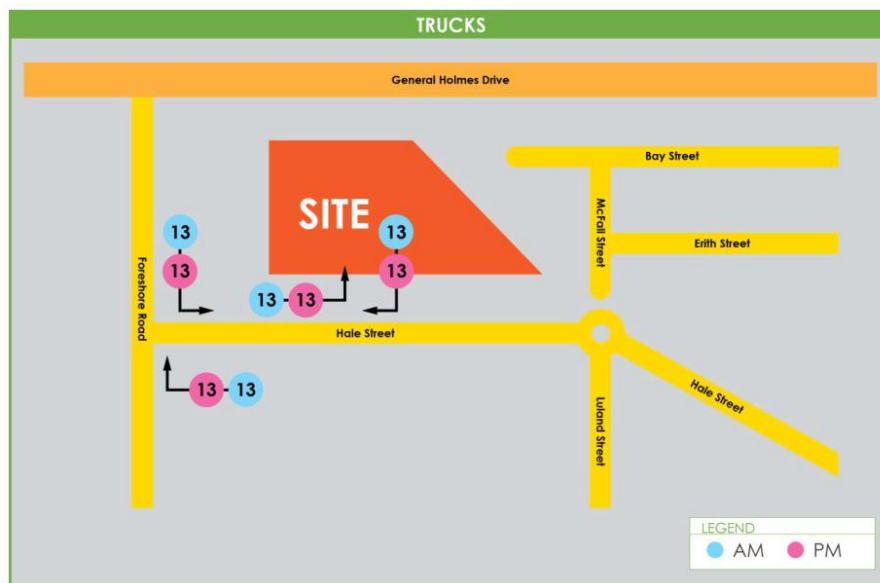 TRUCKS
General Holmes Drive
Bay Street
McFall Street
SITE
13
13
Erith Street
13
13
Foreshore Road
13
13
Hale Street
13
13
Hale Street
Luland Street
LEGEND
AM
PM